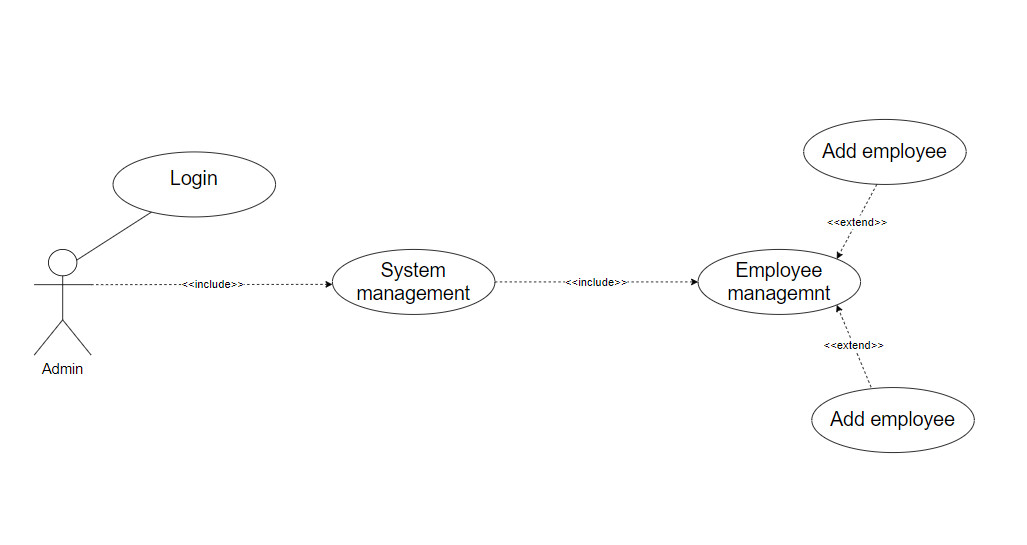 Add employee
Login
<<extend>>
System
management
Employee
managemnt
<<include>>
<<include>>
<<extend>>
Admin
Add employee